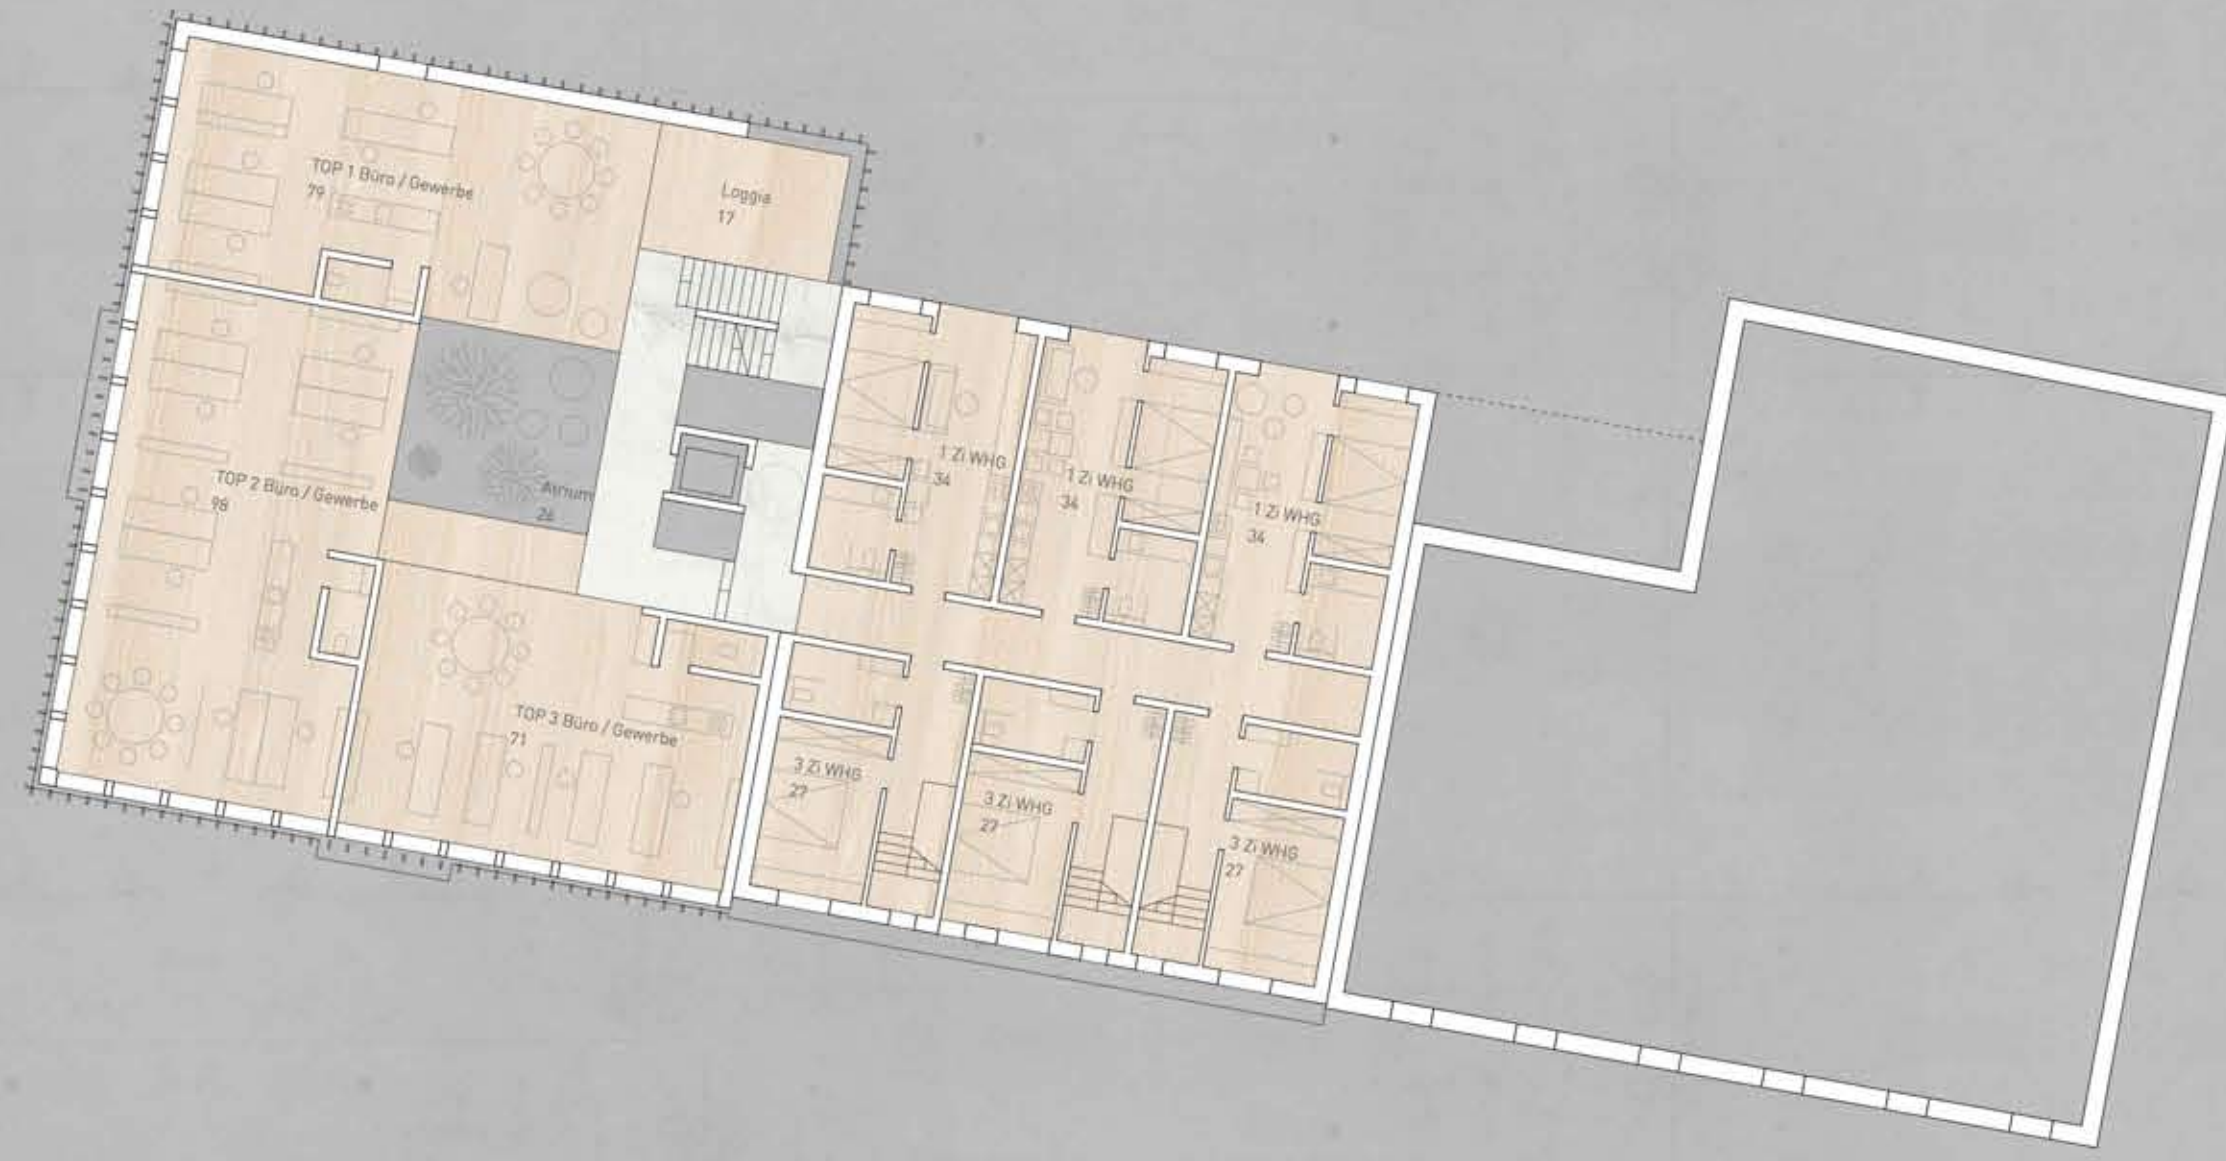 TOP 1 Büro / Gewerbe
79
Loggia
17
TOP 2 Büro / Gewerbe
98
Atrium
26
TOP 3 Büro / Gewerbe
71
1 Zi WHG
34
1 Zi WHG
34
1 Zi WHG
34
3 Zi WHG
27
3 Zi WHG
27
3 Zi WHG
27